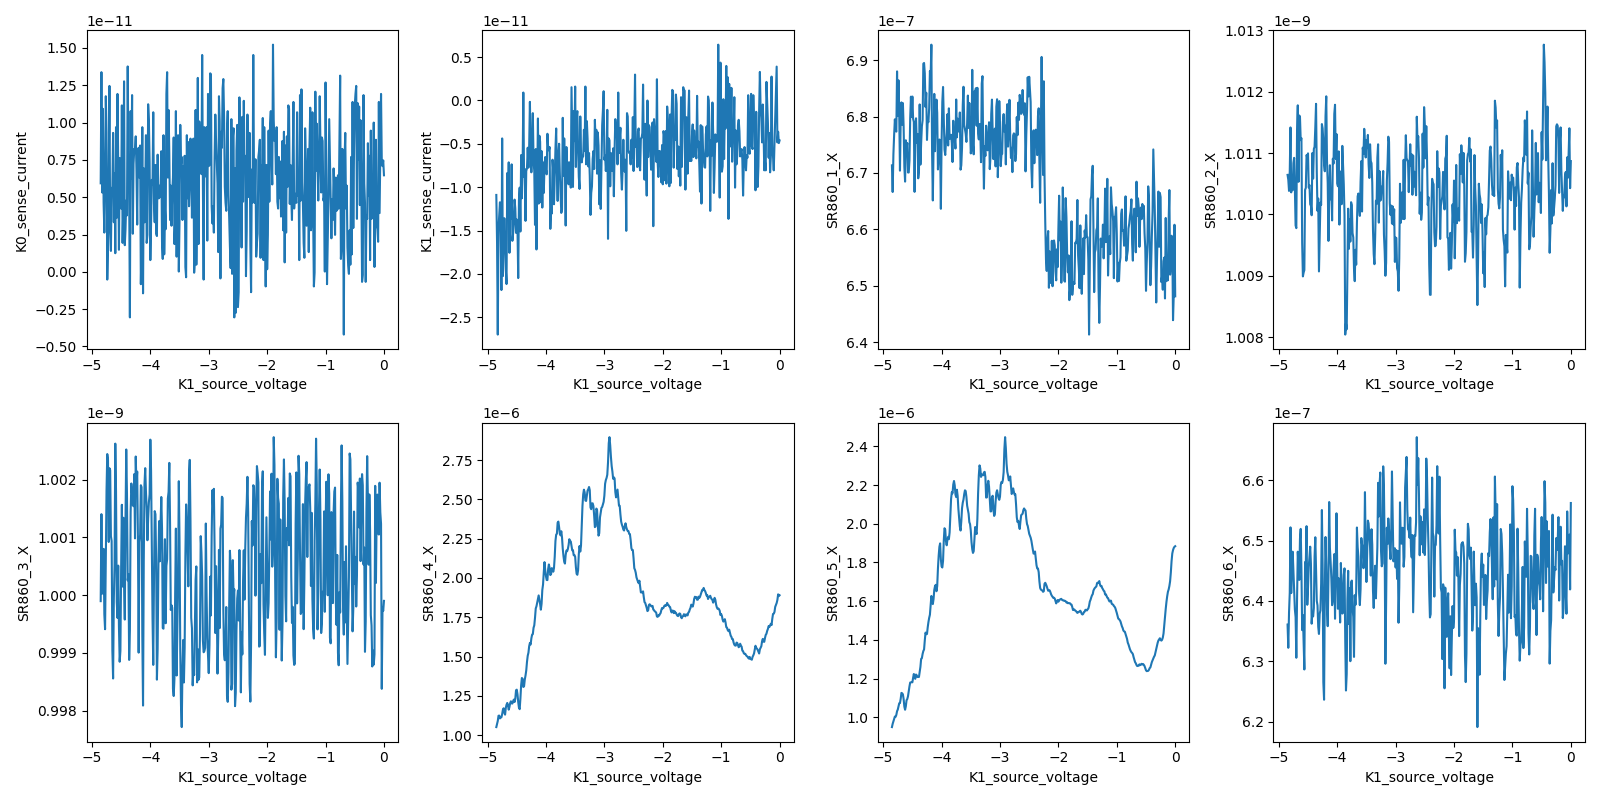 1e−11
K0_sense_current
1.50
1.25
1.00
0.75
0.50
0.25
0.00
−0.25
−0.50
−5 −4 −3 −2 −1 0
K1_source_voltage
1e−11
K1_sense_current
0.5
0.0
−0.5
−1.0
−1.5
−2.0
−2.5
−5 −4 −3 −2 −1 0
K1_source_voltage
1e−7
SR860_1_X
6.9
6.8
6.7
6.6
6.5
6.4
−5 −4 −3 −2 −1 0
K1_source_voltage
1e−9
SR860_2_X
1.013
1.012
1.011
1.010
1.009
1.008
−5 −4 −3 −2 −1 0
K1_source_voltage
1e−9
SR860_3_X
1.002
1.001
1.000
0.999
0.998
−5 −4 −3 −2 −1 0
K1_source_voltage
1e−6
SR860_4_X
2.75
2.50
2.25
2.00
1.75
1.50
1.25
1.00
−5 −4 −3 −2 −1 0
K1_source_voltage
1e−6
SR860_5_X
2.4
2.2
2.0
1.8
1.6
1.4
1.2
1.0
−5 −4 −3 −2 −1 0
K1_source_voltage
1e−7
SR860_6_X
6.6
6.5
6.4
6.3
6.2
−5 −4 −3 −2 −1 0
K1_source_voltage